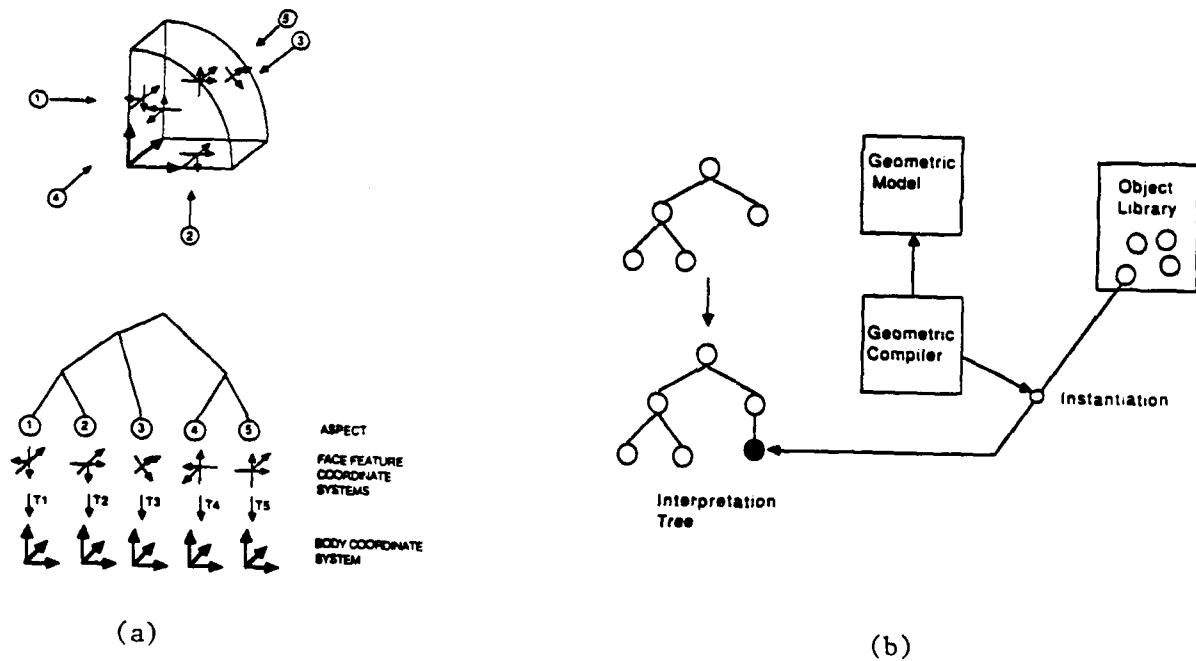 5
3
1
4
2
1 2 3 4 5 ASPECT
FACE FEATURE
COORDINATE
SYSTEMS
T1 T2 T3 T4 T5
BODY COORDINATE
SYSTEM
(a)
Geometric
Model
Object
Library
Geometric
Compiler
Instantiation
Interpretation
Tree
(b)